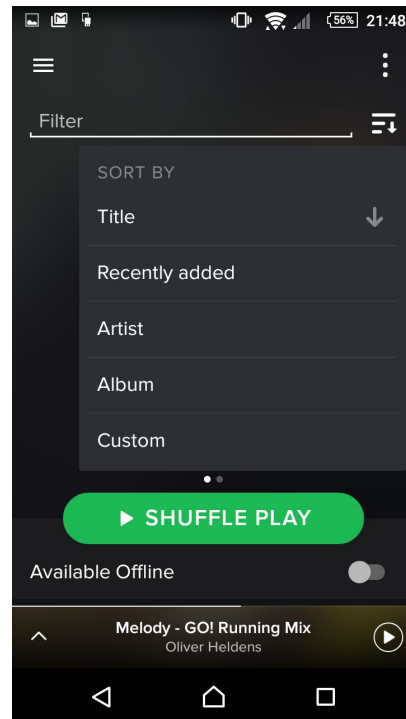 56% 21:48
Filter
SORT BY
Title
Recently added
Artist
Album
Custom
SHUFFLE PLAY
Available Offline
Melody - GO! Running Mix
Oliver Heldens